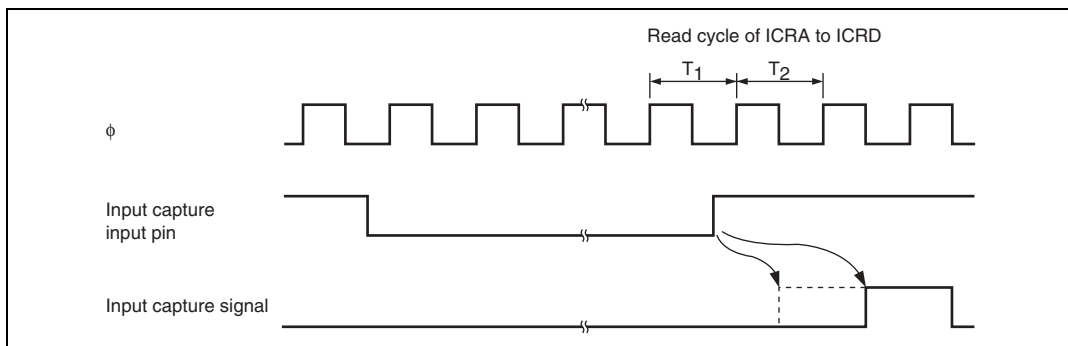 Read cycle of ICRA to ICRD
T1
T2
ϕ
Input capture
input pin
Input capture signal